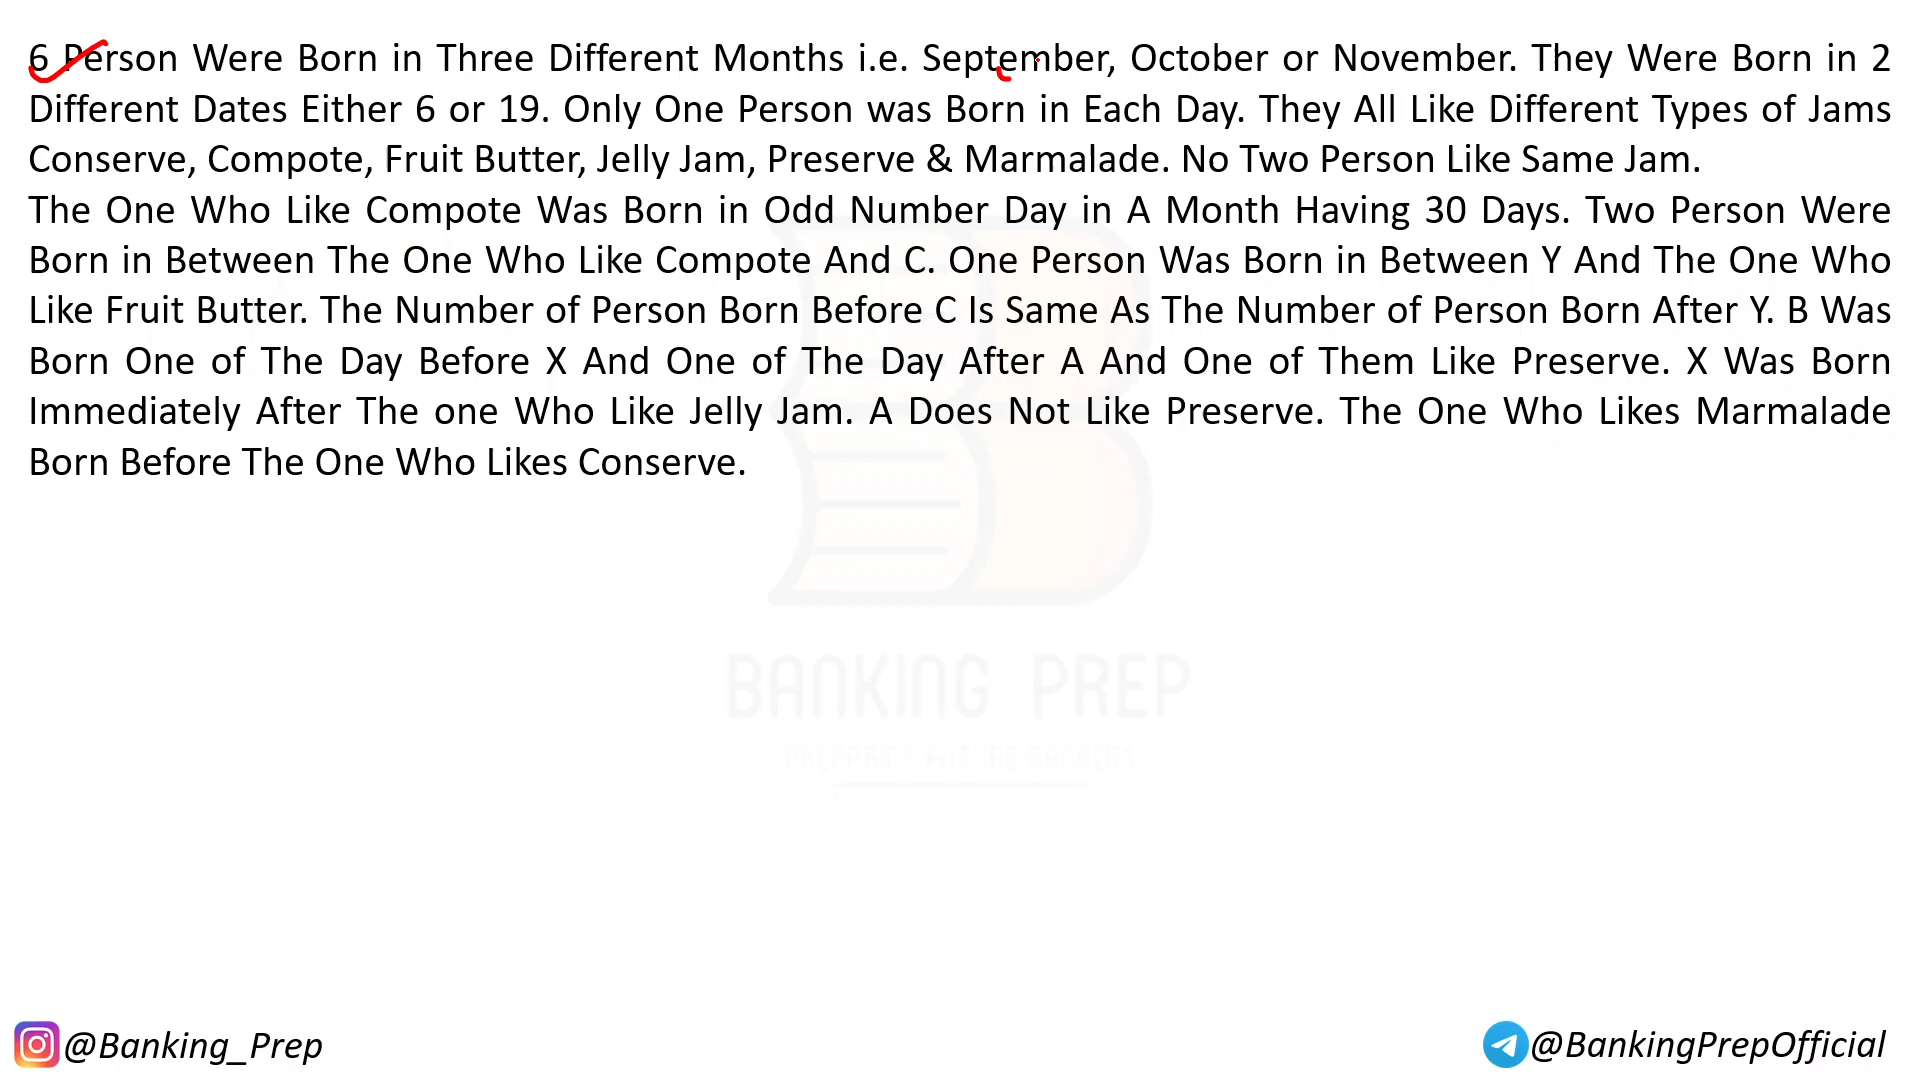 6 Person Were Born in Three Different Months i.e. September, October or November. They Were Born in 2
Different Dates Either 6 or 19. Only One Person was Born in Each Day. They All Like Different Types of Jams
Conserve, Compote, Fruit Butter, Jelly Jam, Preserve & Marmalade. No Two Person Like Same Jam.
The One Who Like Compote Was Born in Odd Number Day in A Month Having 30 Days. Two Person Were
Born in Between The One Who Like Compote And C. One Person Was Born in Between Y And The One Who
Like Fruit Butter. The Number of Person Born Before C Is Same As The Number of Person Born After Y. B Was
Born One of The Day Before X And One of The Day After A And One of Them Like Preserve. X Was Born
Immediately After The one Who Like Jelly Jam. A Does Not Like Preserve. The One Who Likes Marmalade
Born Before The One Who Likes Conserve.
BANKING PREP
PREPARING FUTURE BANKERS
@Banking_Prep
@BankingPrepOfficial